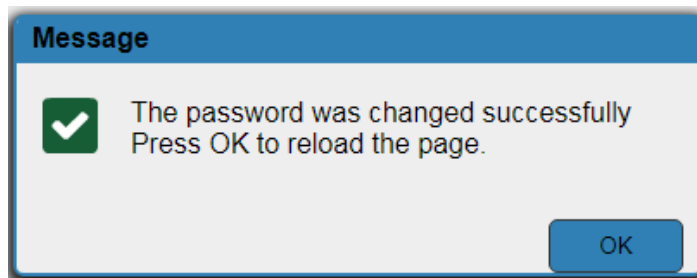 Message
The password was changed successfully
Press OK to reload the page.
OK